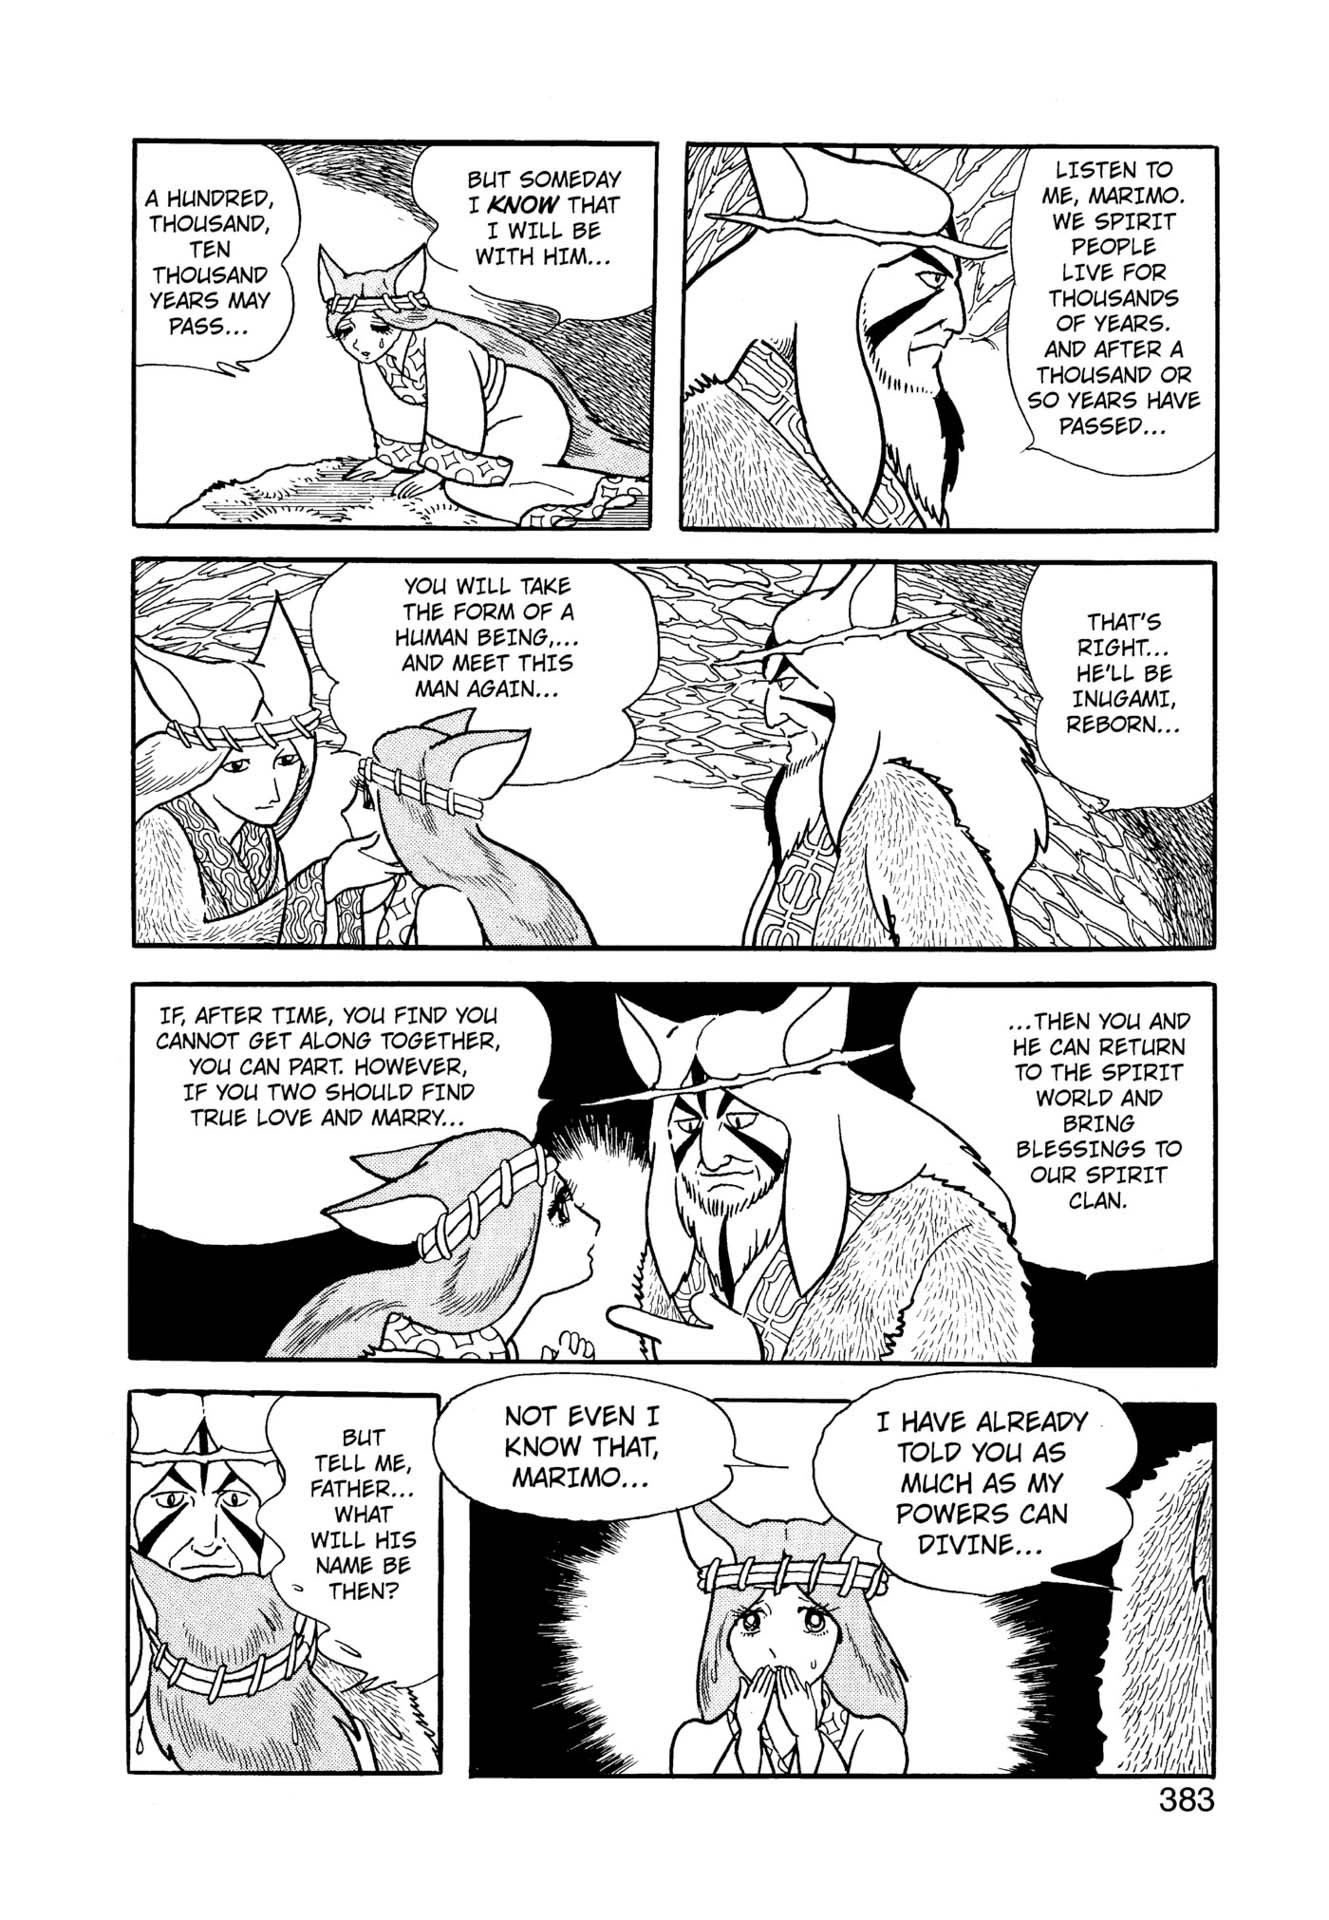 A HUNDRED,
THOUSAND,
TEN
THOUSAND
YEARS MAY
PASS...
BUT SOMEDAY
I KNOW THAT
I WILL BE
WITH HIM...
LISTEN TO
ME, MARIMO.
WE SPIRIT
PEOPLE
LIVE FOR
THOUSANDS
OF YEARS.
AND AFTER A
THOUSAND OR
SO YEARS HAVE
PASSED...
YOU WILL TAKE
THE FORM OF A
HUMAN BEING,...
AND MEET THIS
MAN AGAIN...
THAT'S
RIGHT...
HE'LL BE
INUGAMI,
REBORN...
IF, AFTER TIME, YOU FIND YOU
CANNOT GET ALONG TOGETHER,
YOU CAN PART. HOWEVER,
IF YOU TWO SHOULD FIND
TRUE LOVE AND MARRY...
...THEN YOU AND
HE CAN RETURN
TO THE SPIRIT
WORLD AND
BRING
BLESSINGS TO
OUR SPIRIT
CLAN.
BUT
TELL ME,
FATHER...
WHAT
WILL HIS
NAME BE
THEN?
NOT EVEN I
KNOW THAT,
MARIMO...
I HAVE ALREADY
TOLD YOU AS
MUCH AS MY
POWERS CAN
DIVINE...
383